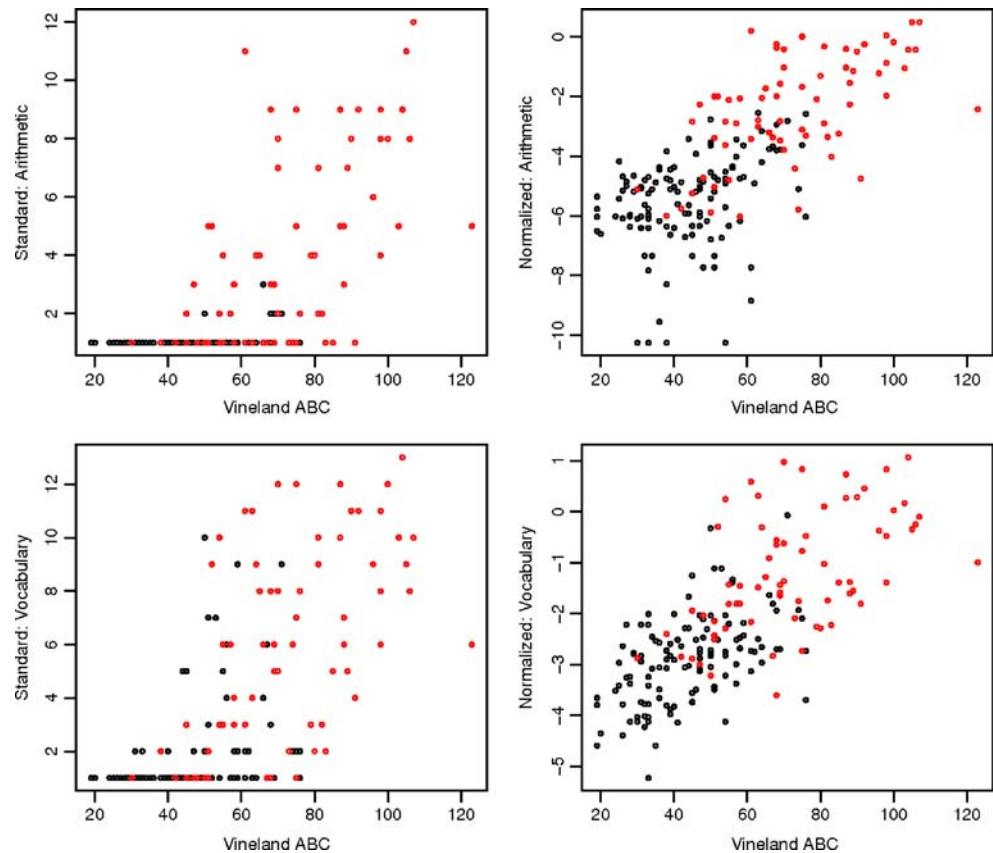 Standard: Arithmetic
12
10
8
6
4
2
20 40 60 80 100 120
Vineland ABC
Normalized: Arithmetic
0
−2
−4
−6
−8
−10
20 40 60 80 100 120
Vineland ABC
Standard: Vocabulary
12
10
8
6
4
2
20 40 60 80 100 120
Vineland ABC
Normalized: Vocabulary
1
0
−1
−2
−3
−4
−5
20 40 60 80 100 120
Vineland ABC